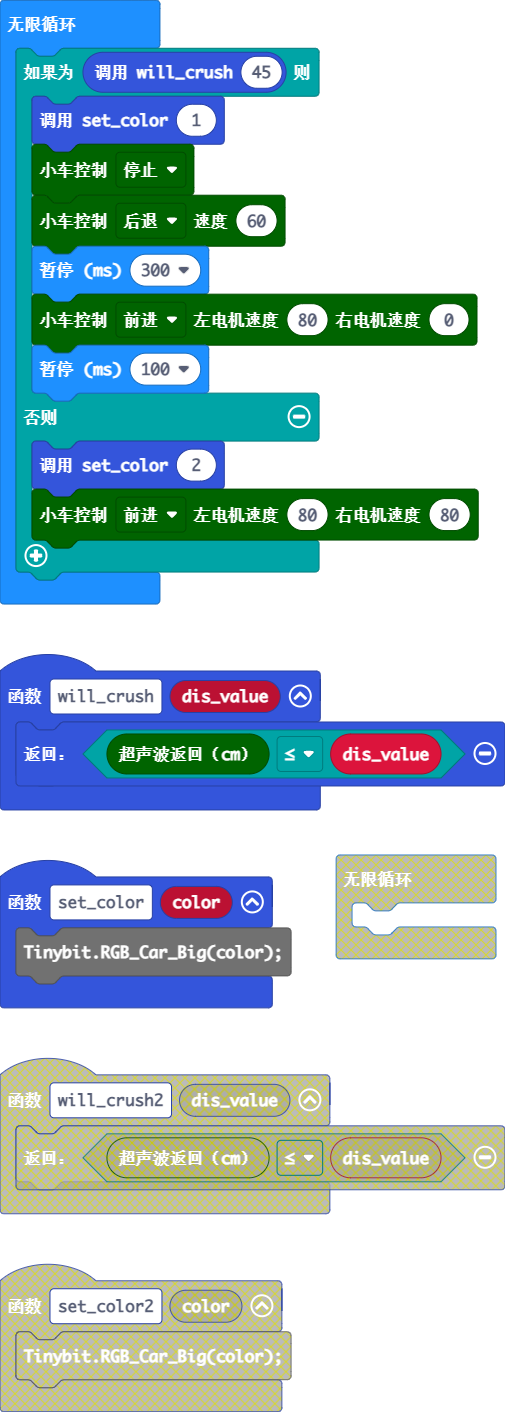 无限循环
如果为 调用 will_crush 45 则
调用 set_color 1
小车控制 停止
小车控制 后退 速度 60
暂停 (ms) 300
小车控制 前进 左电机速度 80 右电机速度 0
暂停 (ms) 100
否则
调用 set_color 2
小车控制 前进 左电机速度 80 右电机速度 80
函数 will_crush dis_value
返回: 超声波返回(cm) ≤ dis_value
函数 set_color color
Tinybit.RGB_Car_Big(color);
无限循环
函数 will_crush2 dis_value
返回: 超声波返回(cm) ≤ dis_value
函数 set_color2 color
Tinybit.RGB_Car_Big(color);